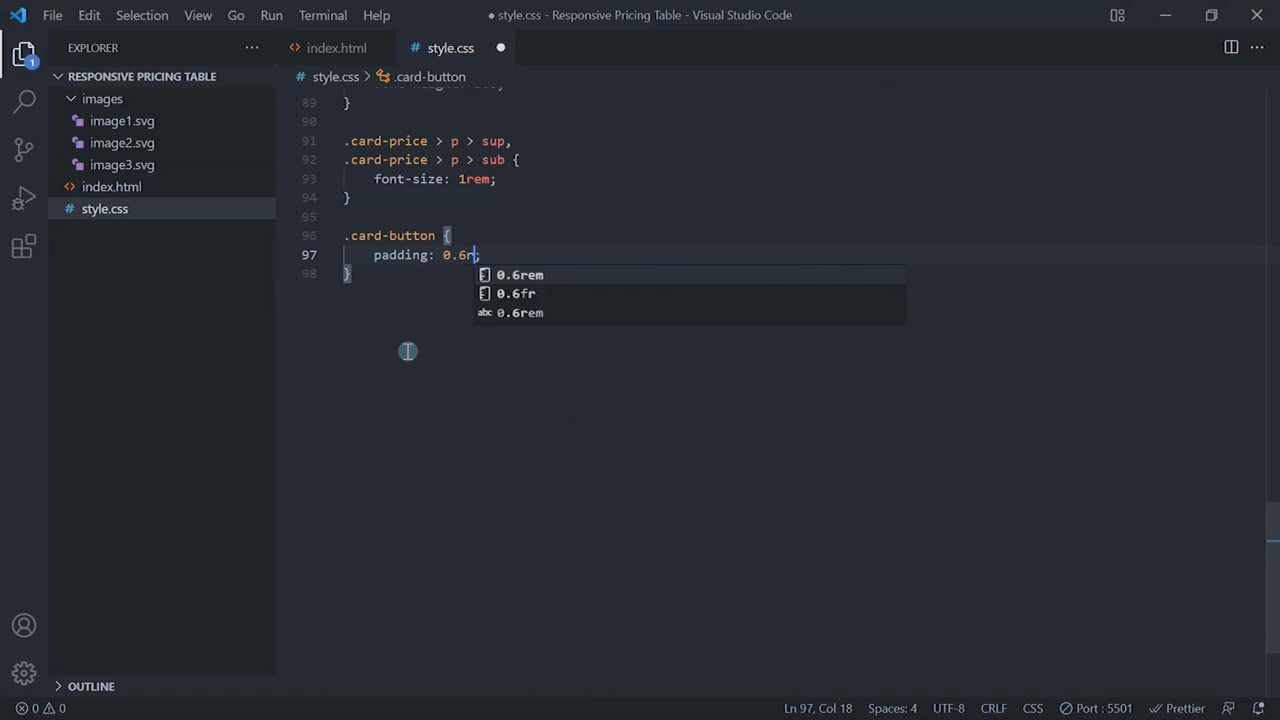 File Edit Selection View Go Run Terminal Help
● style.css - Responsive Pricing Table - Visual Studio Code
EXPLORER
index.html
# style.css
1
RESPONSIVE PRICING TABLE
# style.css > .card-button
images
image1.svg
image2.svg
image3.svg
<> index.html
# style.css
89 }
90
91 .card-price > p > sup,
92 .card-price > p > sub {
93 font-size: 1rem;
94 }
95
96 .card-button {
97 padding: 0.6r;
98 }
0.6rem
0.6fr
abc 0.6rem
OUTLINE
0 0
Ln 97, Col 18 Spaces: 4 UTF-8 CRLF CSS Port : 5501 Prettier